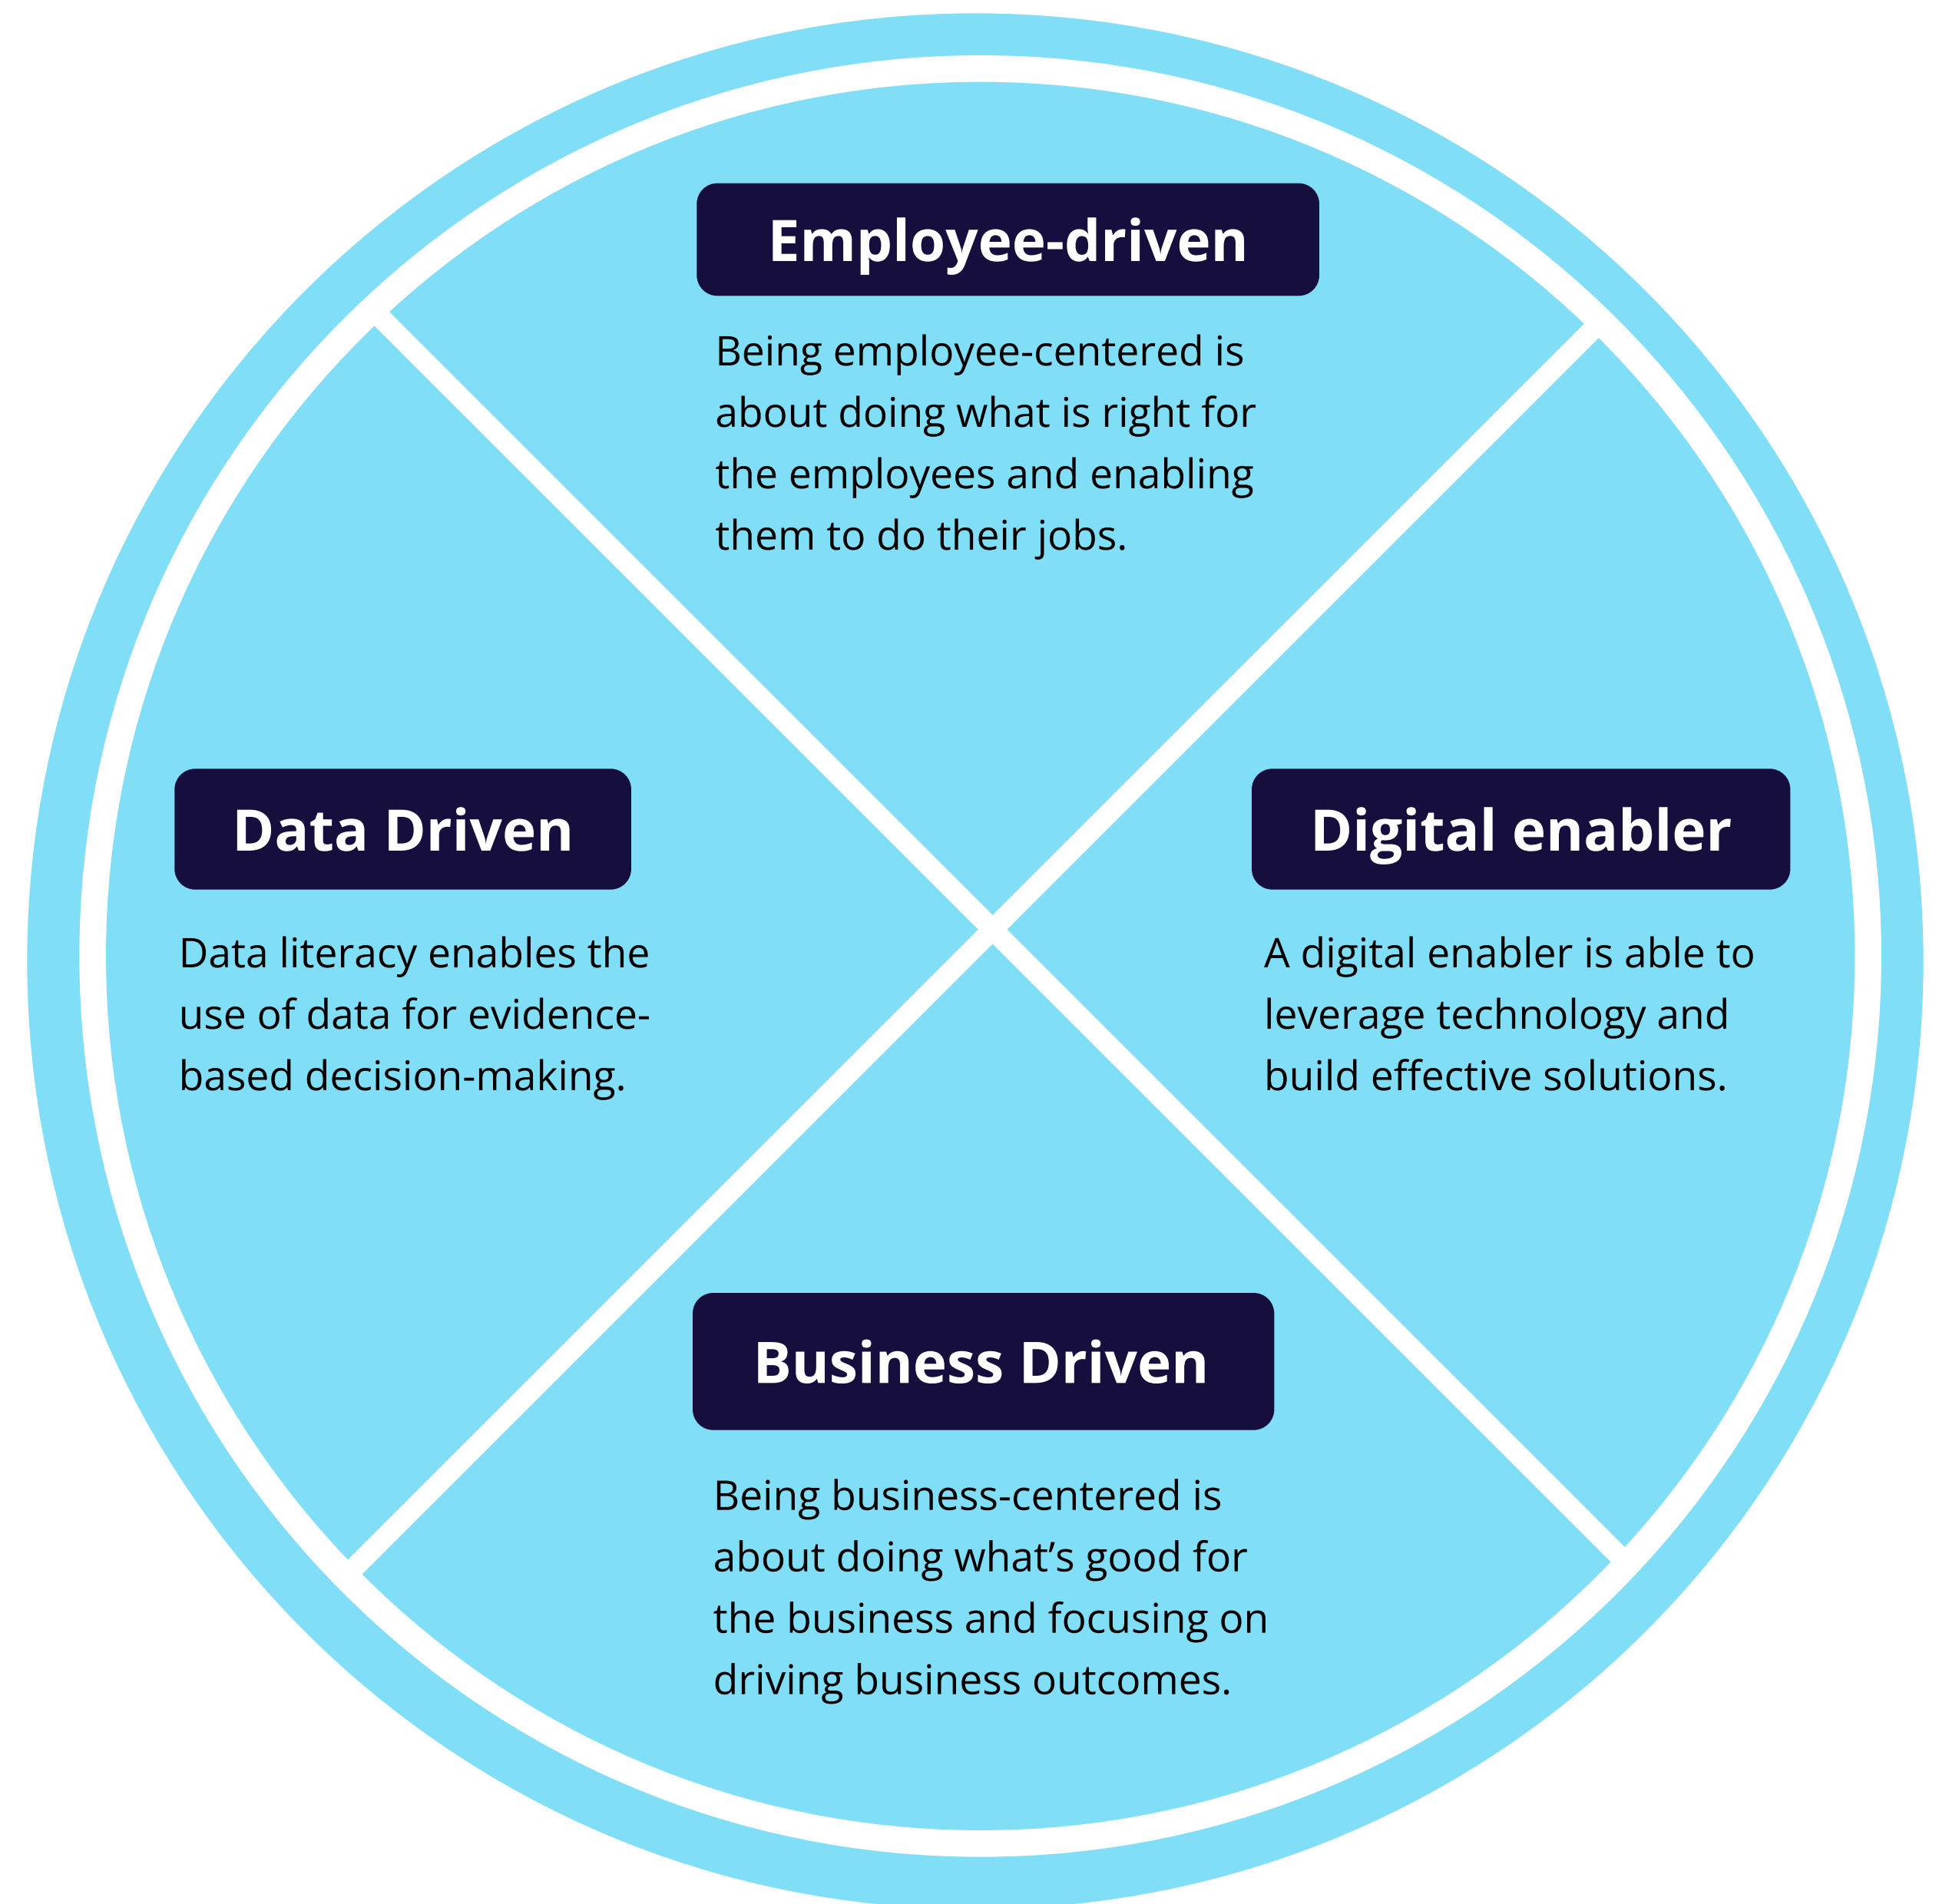 Employee-driven
Being employee-centered is
about doing what is right for
the employees and enabling
them to do their jobs.
Data Driven
Data literacy enables the
use of data for evidence-
based decision-making.
Digital enabler
A digital enabler is able to
leverage technology and
build effective solutions.
Business Driven
Being business-centered is
about doing what’s good for
the business and focusing on
driving business outcomes.